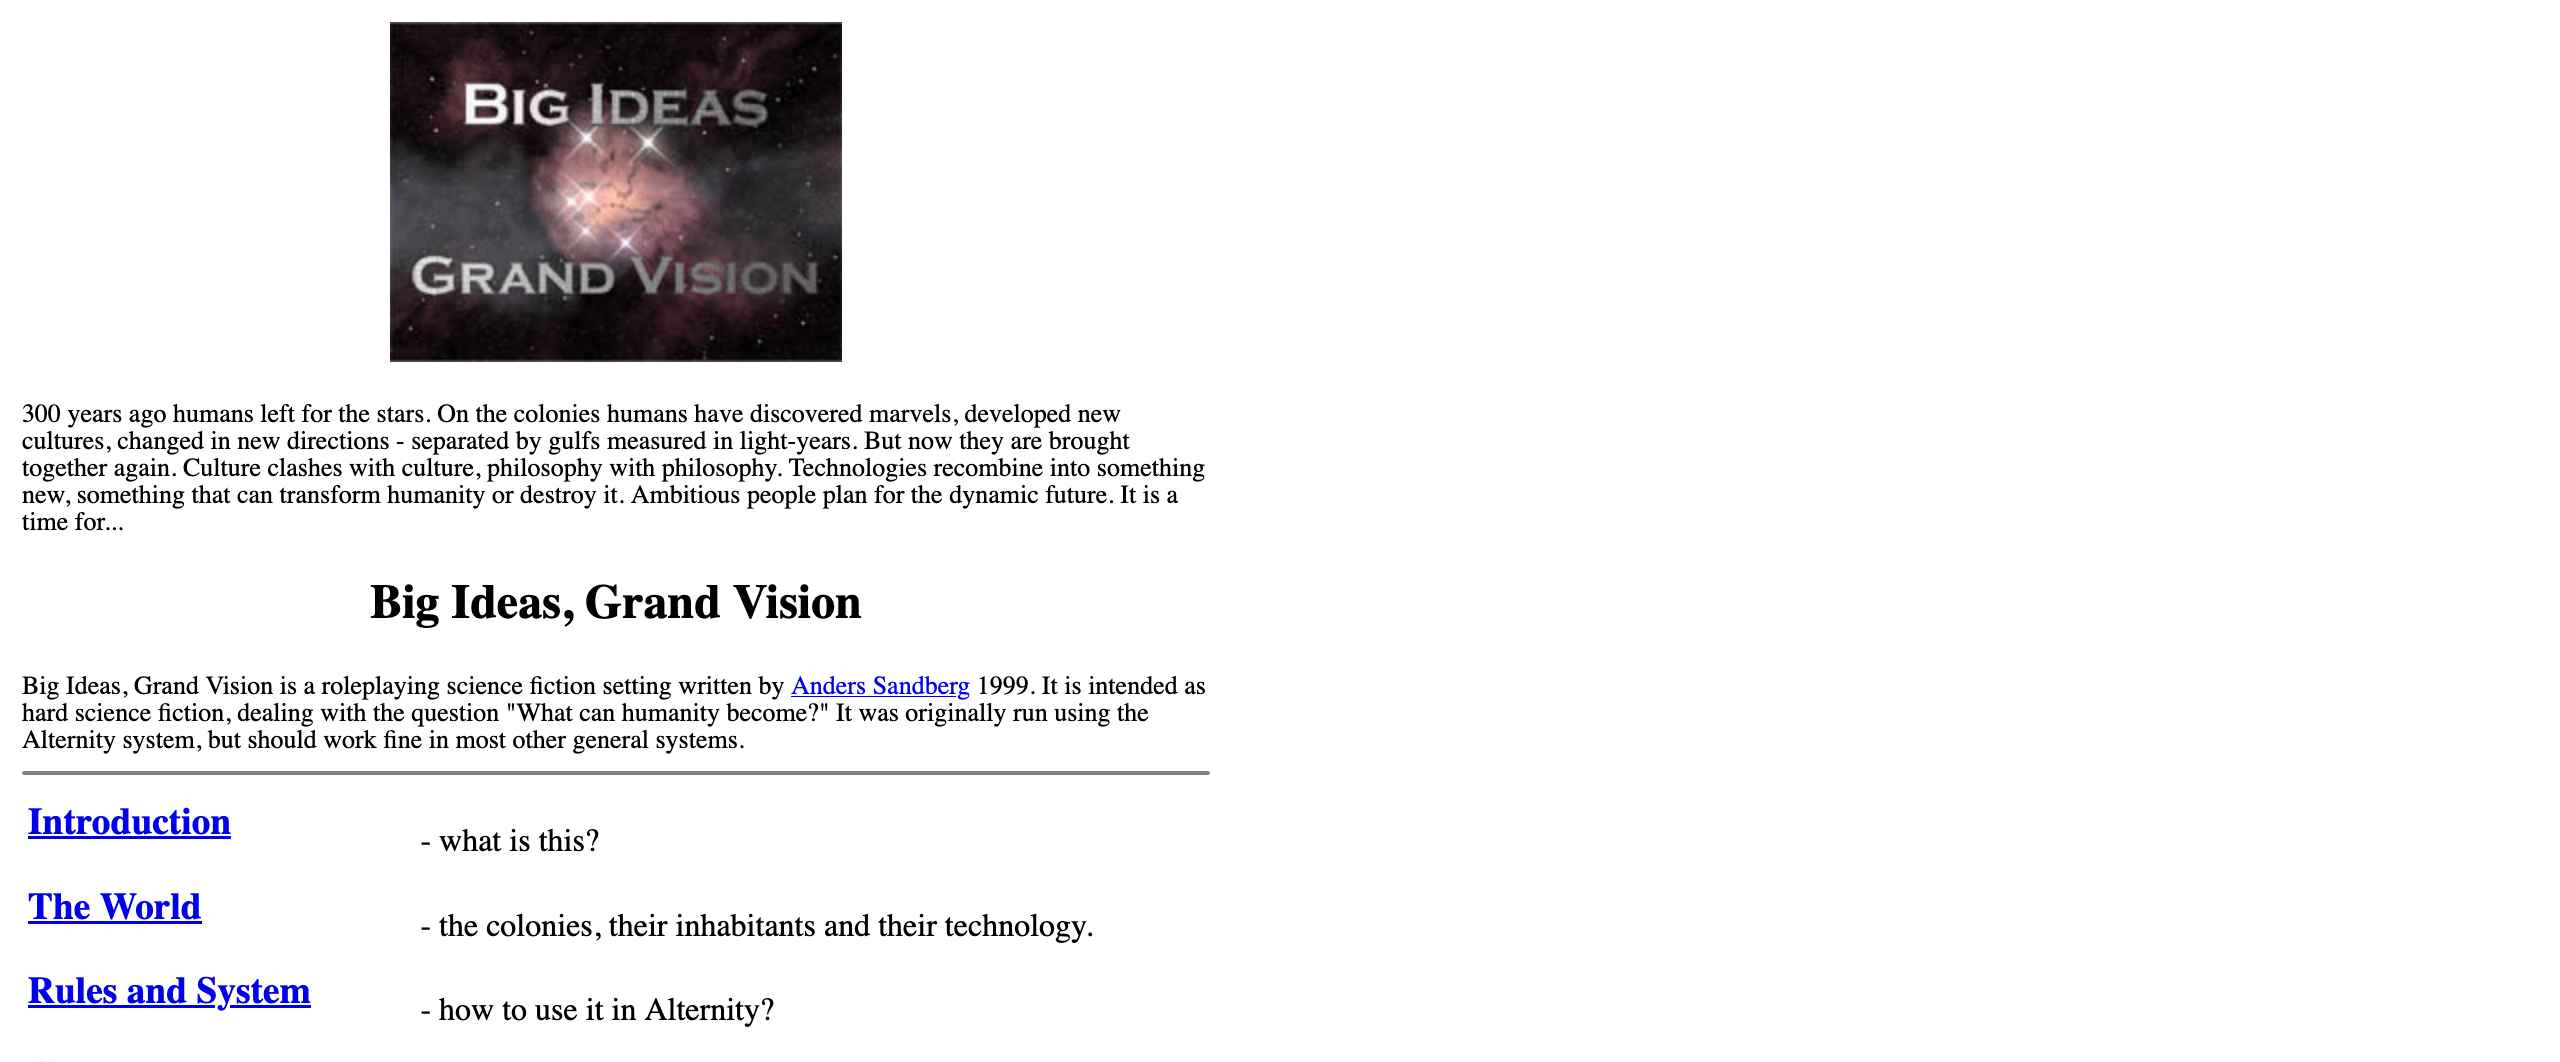 BIG IDEAS
GRAND VISION
300 years ago humans left for the stars. On the colonies humans have discovered marvels, developed new
cultures, changed in new directions - separated by gulfs measured in light-years. But now they are brought
together again. Culture clashes with culture, philosophy with philosophy. Technologies recombine into something
new, something that can transform humanity or destroy it. Ambitious people plan for the dynamic future. It is a
time for...
Big Ideas, Grand Vision
Big Ideas, Grand Vision is a roleplaying science fiction setting written by Anders Sandberg 1999. It is intended as
hard science fiction, dealing with the question "What can humanity become?" It was originally run using the
Alternity system, but should work fine in most other general systems.
Introduction - what is this?
The World - the colonies, their inhabitants and their technology.
Rules and System - how to use it in Alternity?